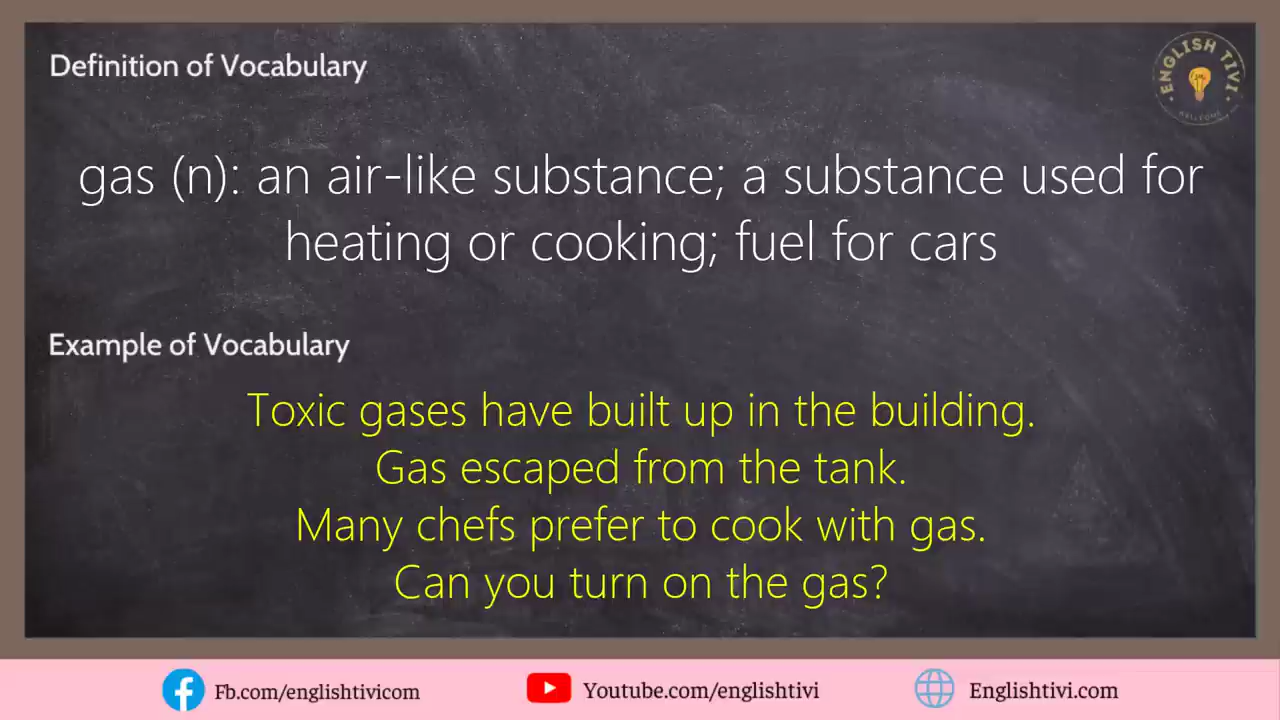 Definition of Vocabulary
ENGLISH TIVI
WELCOME
gas (n): an air-like substance; a substance used for
heating or cooking; fuel for cars
Example of Vocabulary
Toxic gases have built up in the building.
Gas escaped from the tank.
Many chefs prefer to cook with gas.
Can you turn on the gas?
Fb.com/englishtivicom
Youtube.com/englishtivi
Englishtivi.com